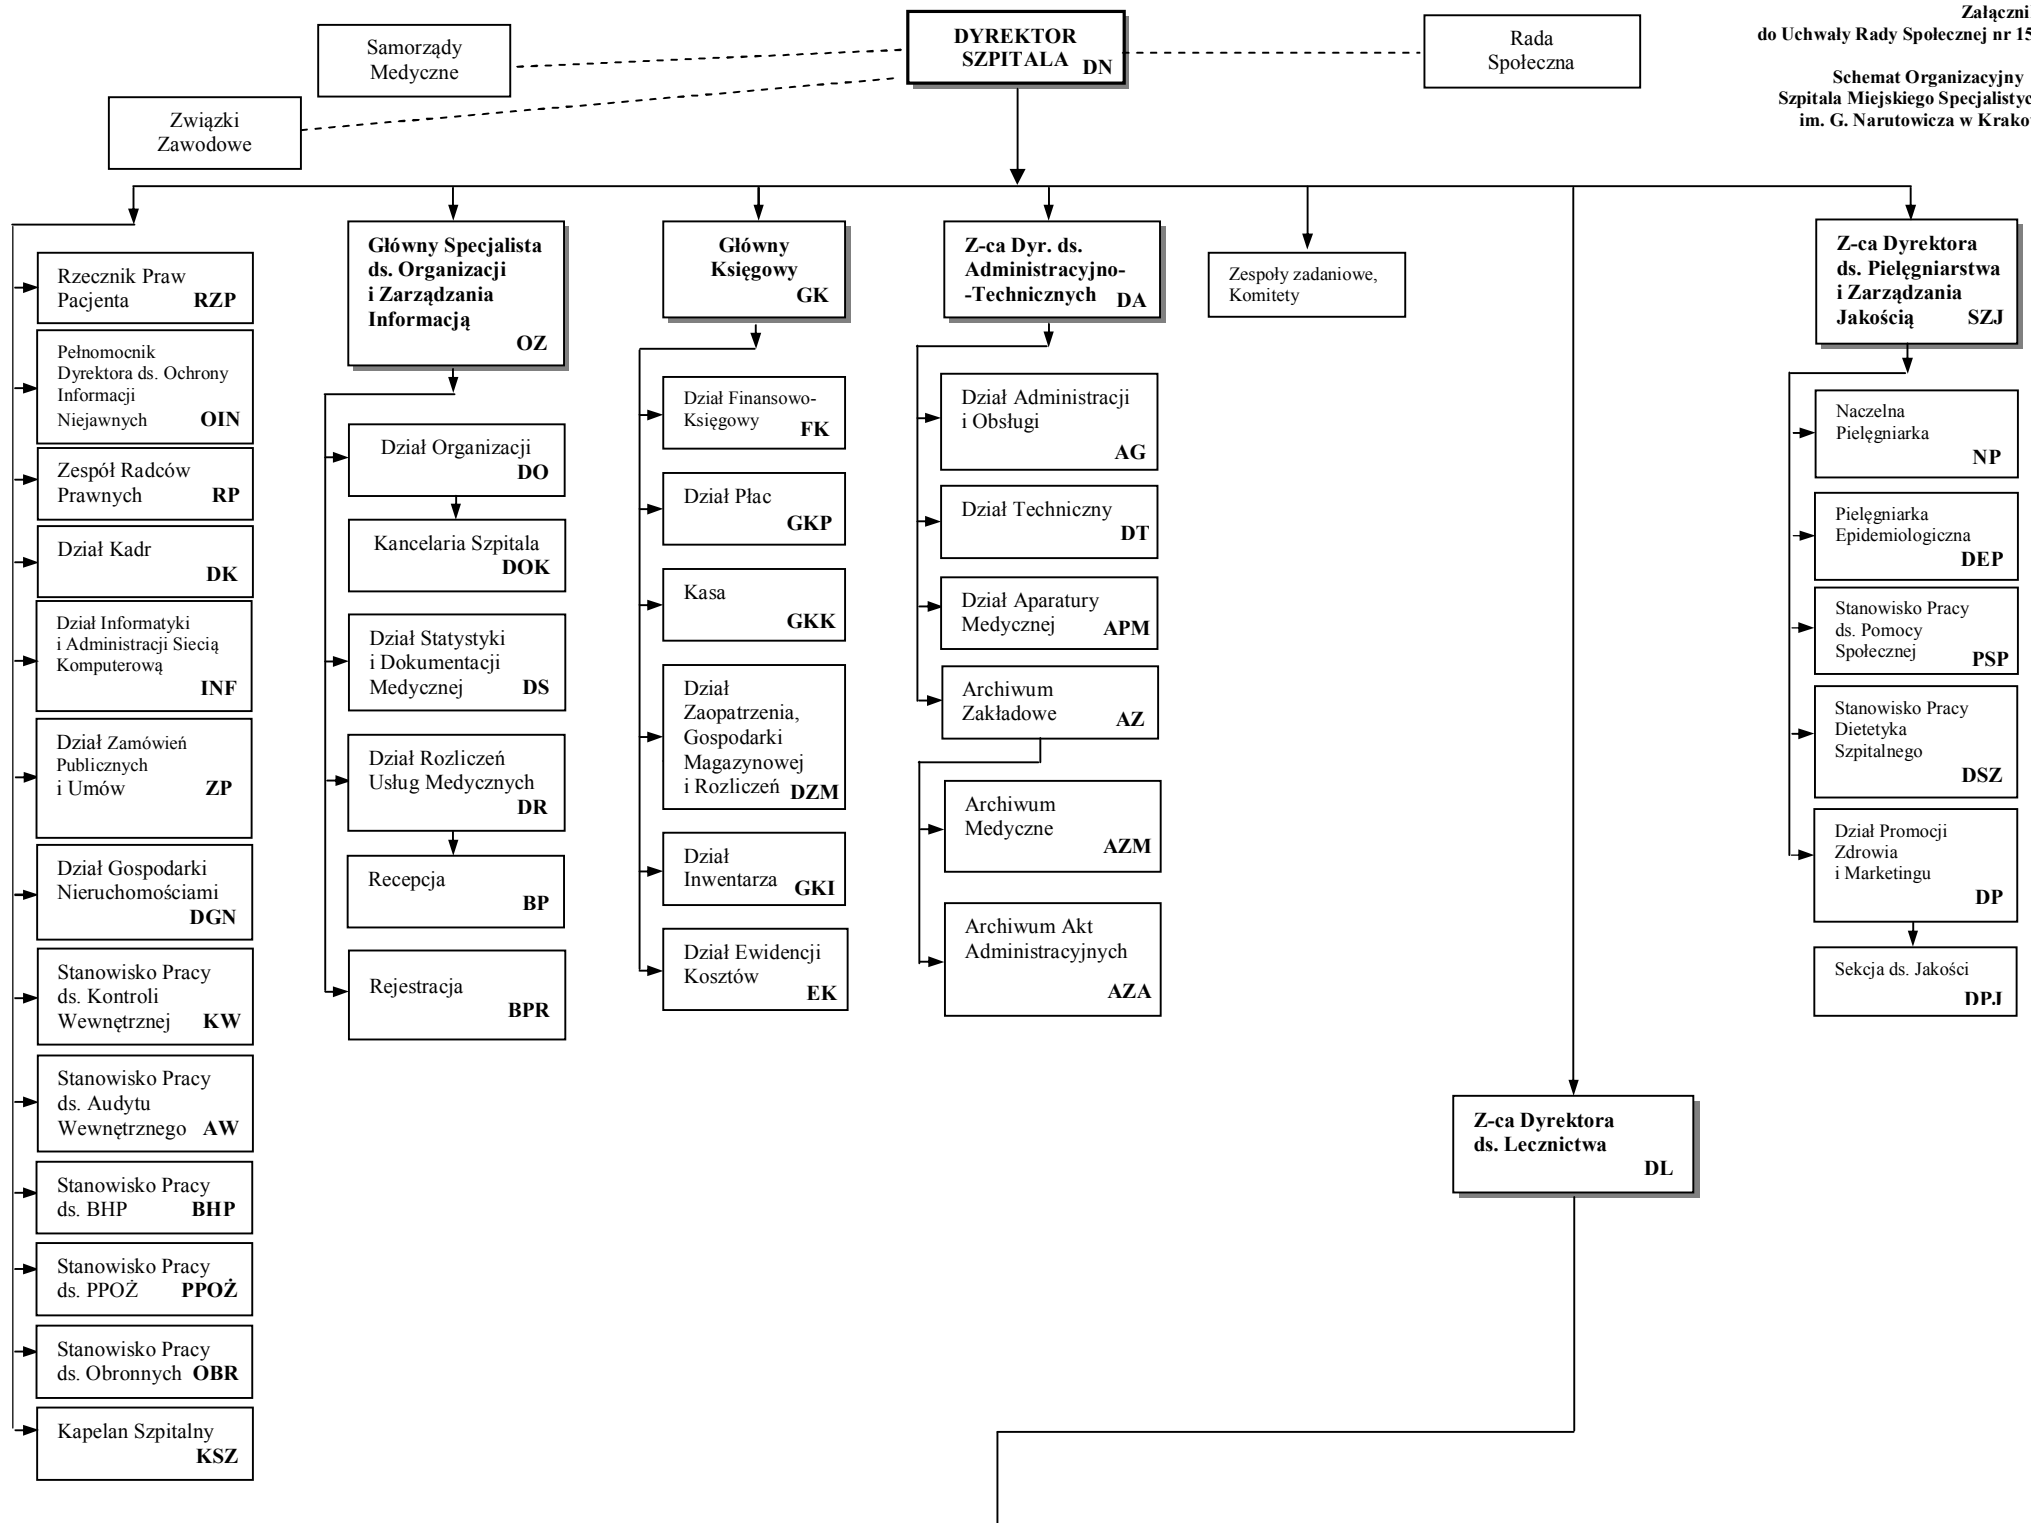 Załączni
do Uchwały Rady Społecznej nr 15
Schemat Organizacyjny
Szpitala Miejskiego Specjalistyc
im. G. Narutowicza w Krako
DYREKTOR
SZPITALA DN
Samorządy
Medyczne
Rada
Społeczna
Związki
Zawodowe
Rzecznik Praw
Pacjenta RZP
Pełnomocnik
Dyrektora ds. Ochrony
Informacji
Niejawnych OIN
Zespół Radców
Prawnych RP
Dział Kadr
DK
Dział Informatyki
i Administracji Siecią
Komputerową
INF
Dział Zamówień
Publicznych
i Umów ZP
Dział Gospodarki
Nieruchomościami
DGN
Stanowisko Pracy
ds. Kontroli
Wewnętrznej KW
Stanowisko Pracy
ds. Audytu
Wewnętrznego AW
Stanowisko Pracy
ds. BHP BHP
Stanowisko Pracy
ds. PPOŻ PPOŻ
Stanowisko Pracy
ds. Obronnych OBR
Kapelan Szpitalny
KSZ
Główny Specjalista
ds. Organizacji
i Zarządzania
Informacją
OZ
Dział Organizacji
DO
Kancelaria Szpitala
DOK
Dział Statystyki
i Dokumentacji
Medycznej DS
Dział Rozliczeń
Usług Medycznych
DR
Recepcja
BP
Rejestracja
BPR
Główny
Księgowy
GK
Dział Finansowo-
Księgowy FK
Dział Płac
GKP
Kasa
GKK
Dział
Zaopatrzenia,
Gospodarki
Magazynowej
i Rozliczeń DZM
Dział
Inwentarza GKI
Dział Ewidencji
Kosztów EK
Z-ca Dyr. ds.
Administracyjno-
-Technicznych DA
Dział Administracji
i Obsługi
AG
Dział Techniczny
DT
Dział Aparatury
Medycznej APM
Archiwum
Zakładowe AZ
Archiwum
Medyczne
AZM
Archiwum Akt
Administracyjnych
AZA
Zespoły zadaniowe,
Komitety
Z-ca Dyrektora
ds. Lecznictwa
DL
Z-ca Dyrektora
ds. Pielęgniarstwa
i Zarządzania
Jakością SZJ
Naczelna
Pielęgniarka
NP
Pielęgniarka
Epidemiologiczna
DEP
Stanowisko Pracy
ds. Pomocy
Społecznej PSP
Stanowisko Pracy
Dietetyka
Szpitalnego
DSZ
Dział Promocji
Zdrowia
i Marketingu
DP
Sekcja ds. Jakości
DPJ